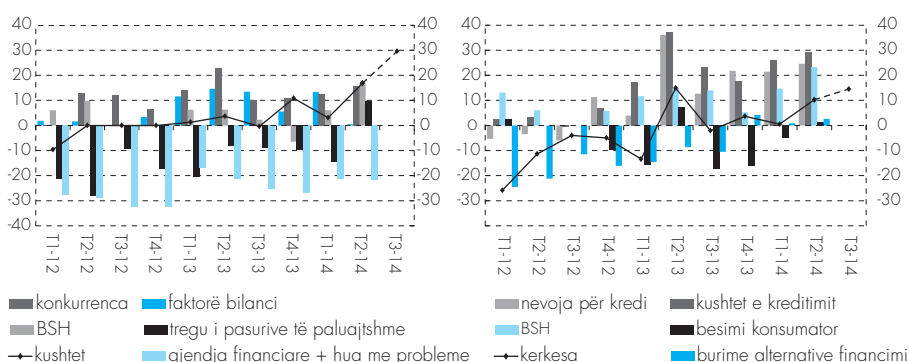 40 40 40 40
30 30 30 30
20 20 20 20
10 10 10 10
0 0 0 0
-10 -10 -10 -10
-20 -20 -20
-30 -30 -30 -30
-40 -40 -40
T1-12 T2-12 T3-12 T4-12 T1-13 T2-13 T3-13 T4-13 T1-14 T2-14 T3-14
T1-12 T2-12 T3-12 T4-12 T1-13 T2-13 T3-13 T4-13 T1-14 T2-14 T3-14
konkurrenca faktorë bilanci
BSH tregu i pasurive të paluajtshme
kushtet gjendja financiare + hua me probleme
nevoja për kredi kushtet e kreditimit
BSH besimi konsumator
kerkesa burime alternative financimi